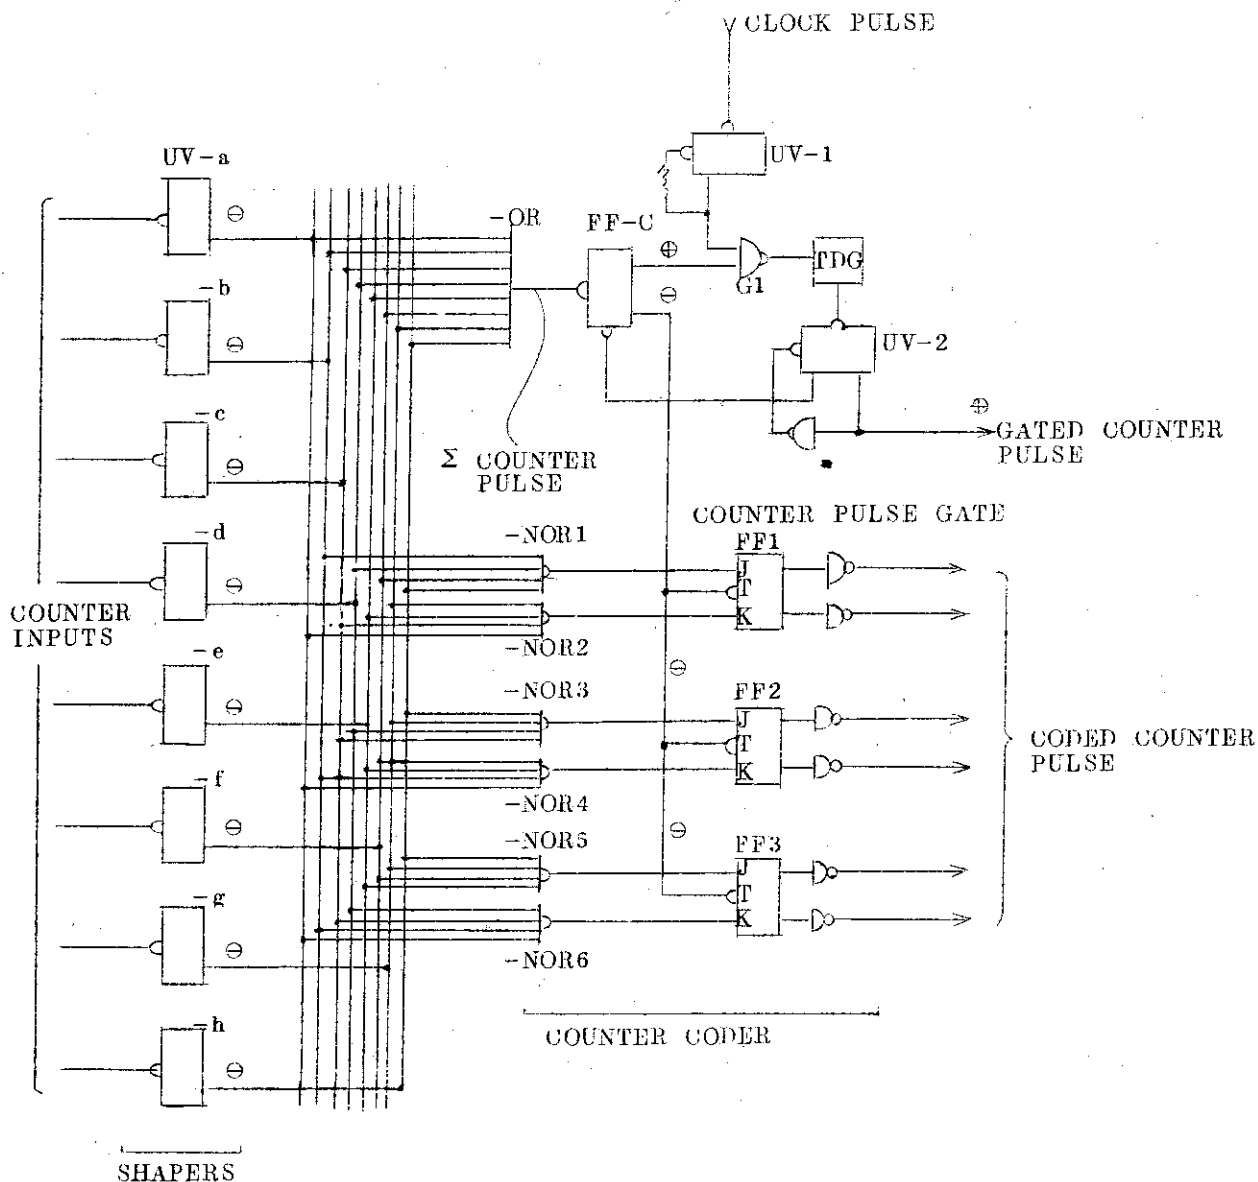 CLOCK PULSE
UV-a
UV-1
-OR
FF-C
⊖
⊕
TDG
G1
-b
⊖
⊖
UV-2
-c
⊕
GATED COUNTER
PULSE
Σ COUNTER
PULSE
⊖
COUNTER PULSE GATE
-d
-NOR1
FF1
J
T
K
⊖
COUNTER
INPUTS
-NOR2
-e
⊖
-NOR3
FF2
⊖
J
T
K
CODED COUNTER
PULSE
-f
-NOR4
⊖
⊖
-NOR5
FF3
J
T
K
-g
⊖
-NOR6
-h
COUNTER CODER
⊖
SHAPERS